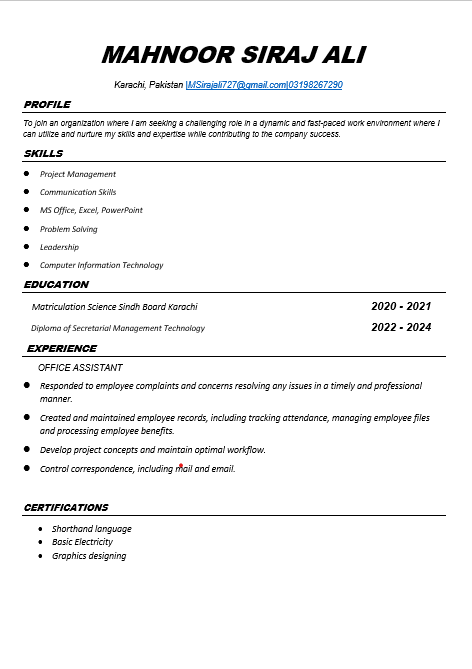 MAHNOOR SIRAJ ALI
Karachi, Pakistan |MSirajali727@gmail.com|03198267290
PROFILE
To join an organization where I am seeking a challenging role in a dynamic and fast-paced work environment where I
can utilize and nurture my skills and expertise while contributing to the company success.
SKILLS
● Project Management
● Communication Skills
● MS Office, Excel, PowerPoint
● Problem Solving
● Leadership
● Computer Information Technology
EDUCATION
Matriculation Science Sindh Board Karachi 2020 - 2021
Diploma of Secretarial Management Technology 2022 - 2024
EXPERIENCE
OFFICE ASSISTANT
● Responded to employee complaints and concerns resolving any issues in a timely and professional
manner.
● Created and maintained employee records, including tracking attendance, managing employee files
and processing employee benefits.
● Develop project concepts and maintain optimal workflow.
● Control correspondence, including mail and email.
CERTIFICATIONS
• Shorthand language
• Basic Electricity
• Graphics designing